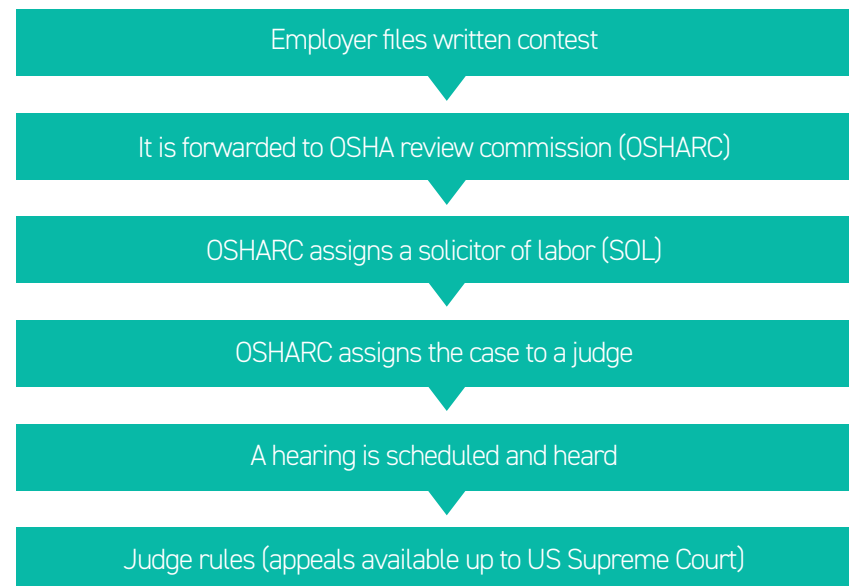 Employer files written contest
It is forwarded to OSHA review commission (OSHARC)
OSHARC assigns a solicitor of labor (SOL)
OSHARC assigns the case to a judge
A hearing is scheduled and heard
Judge rules (appeals available up to US Supreme Court)